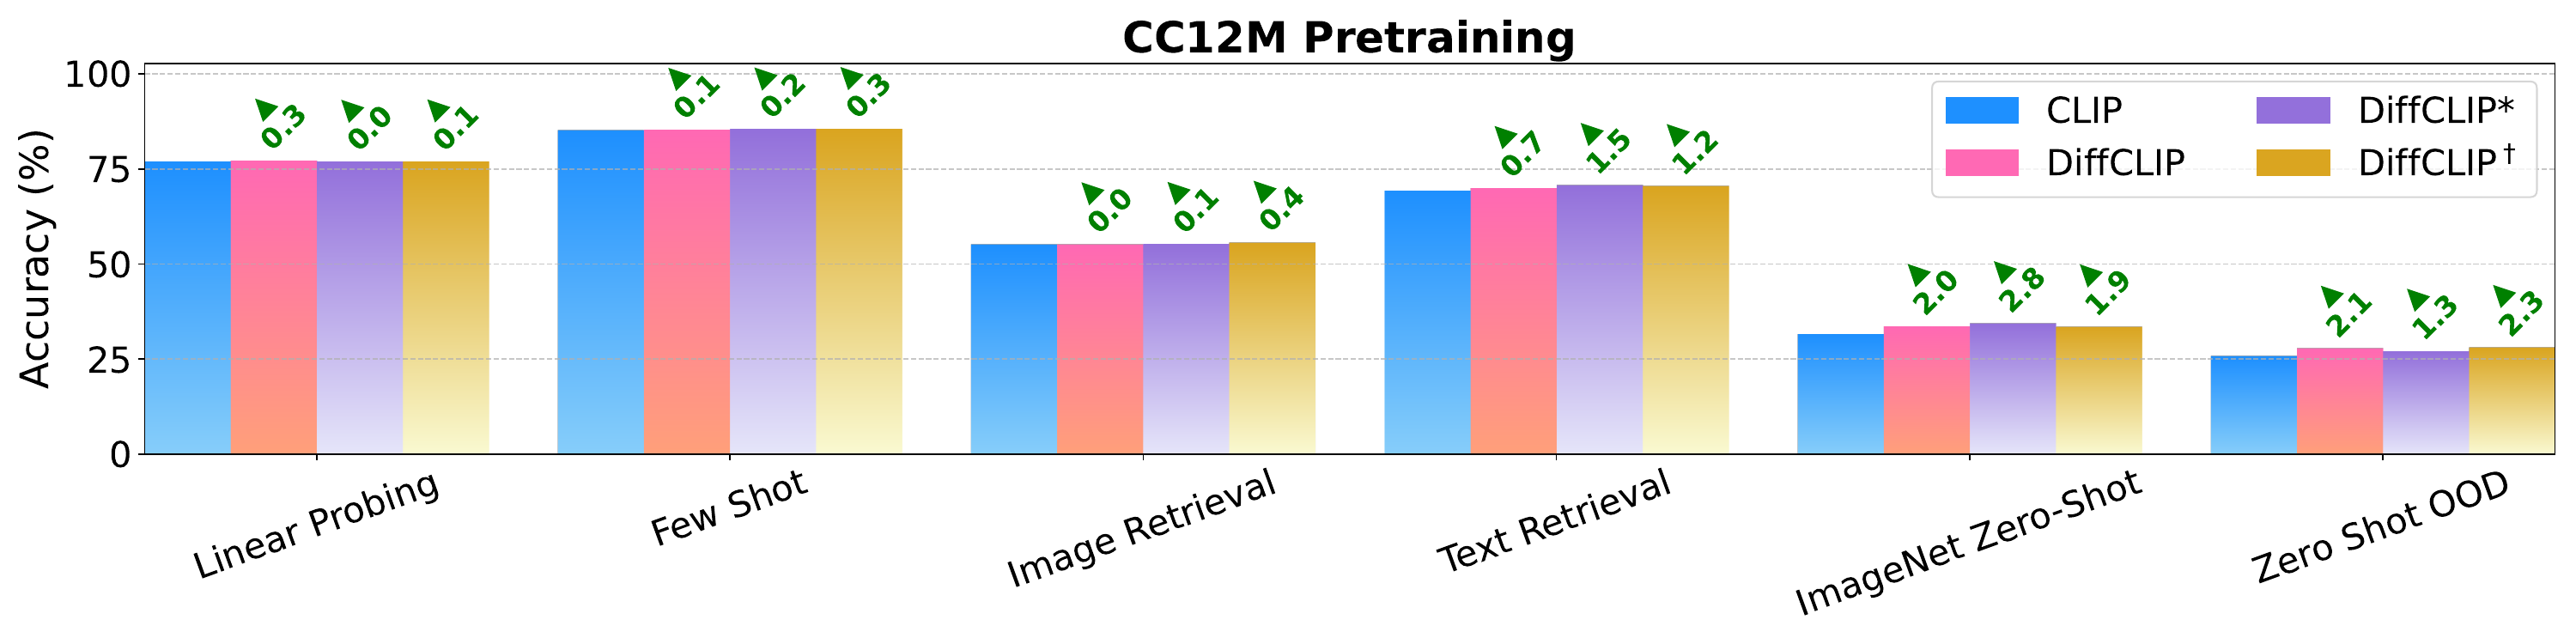 CC12M Pretraining
Accuracy (%)
100
75
50
25
0
0.3
0.0
0.1
0.1
0.2
0.3
0.0
0.1
0.4
0.7
1.5
1.2
2.0
2.8
1.9
2.1
1.3
2.3
CLIP
DiffCLIP
DiffCLIP*
DiffCLIP†
Linear Probing
Few Shot
Image Retrieval
Text Retrieval
ImageNet Zero-Shot
Zero Shot OOD